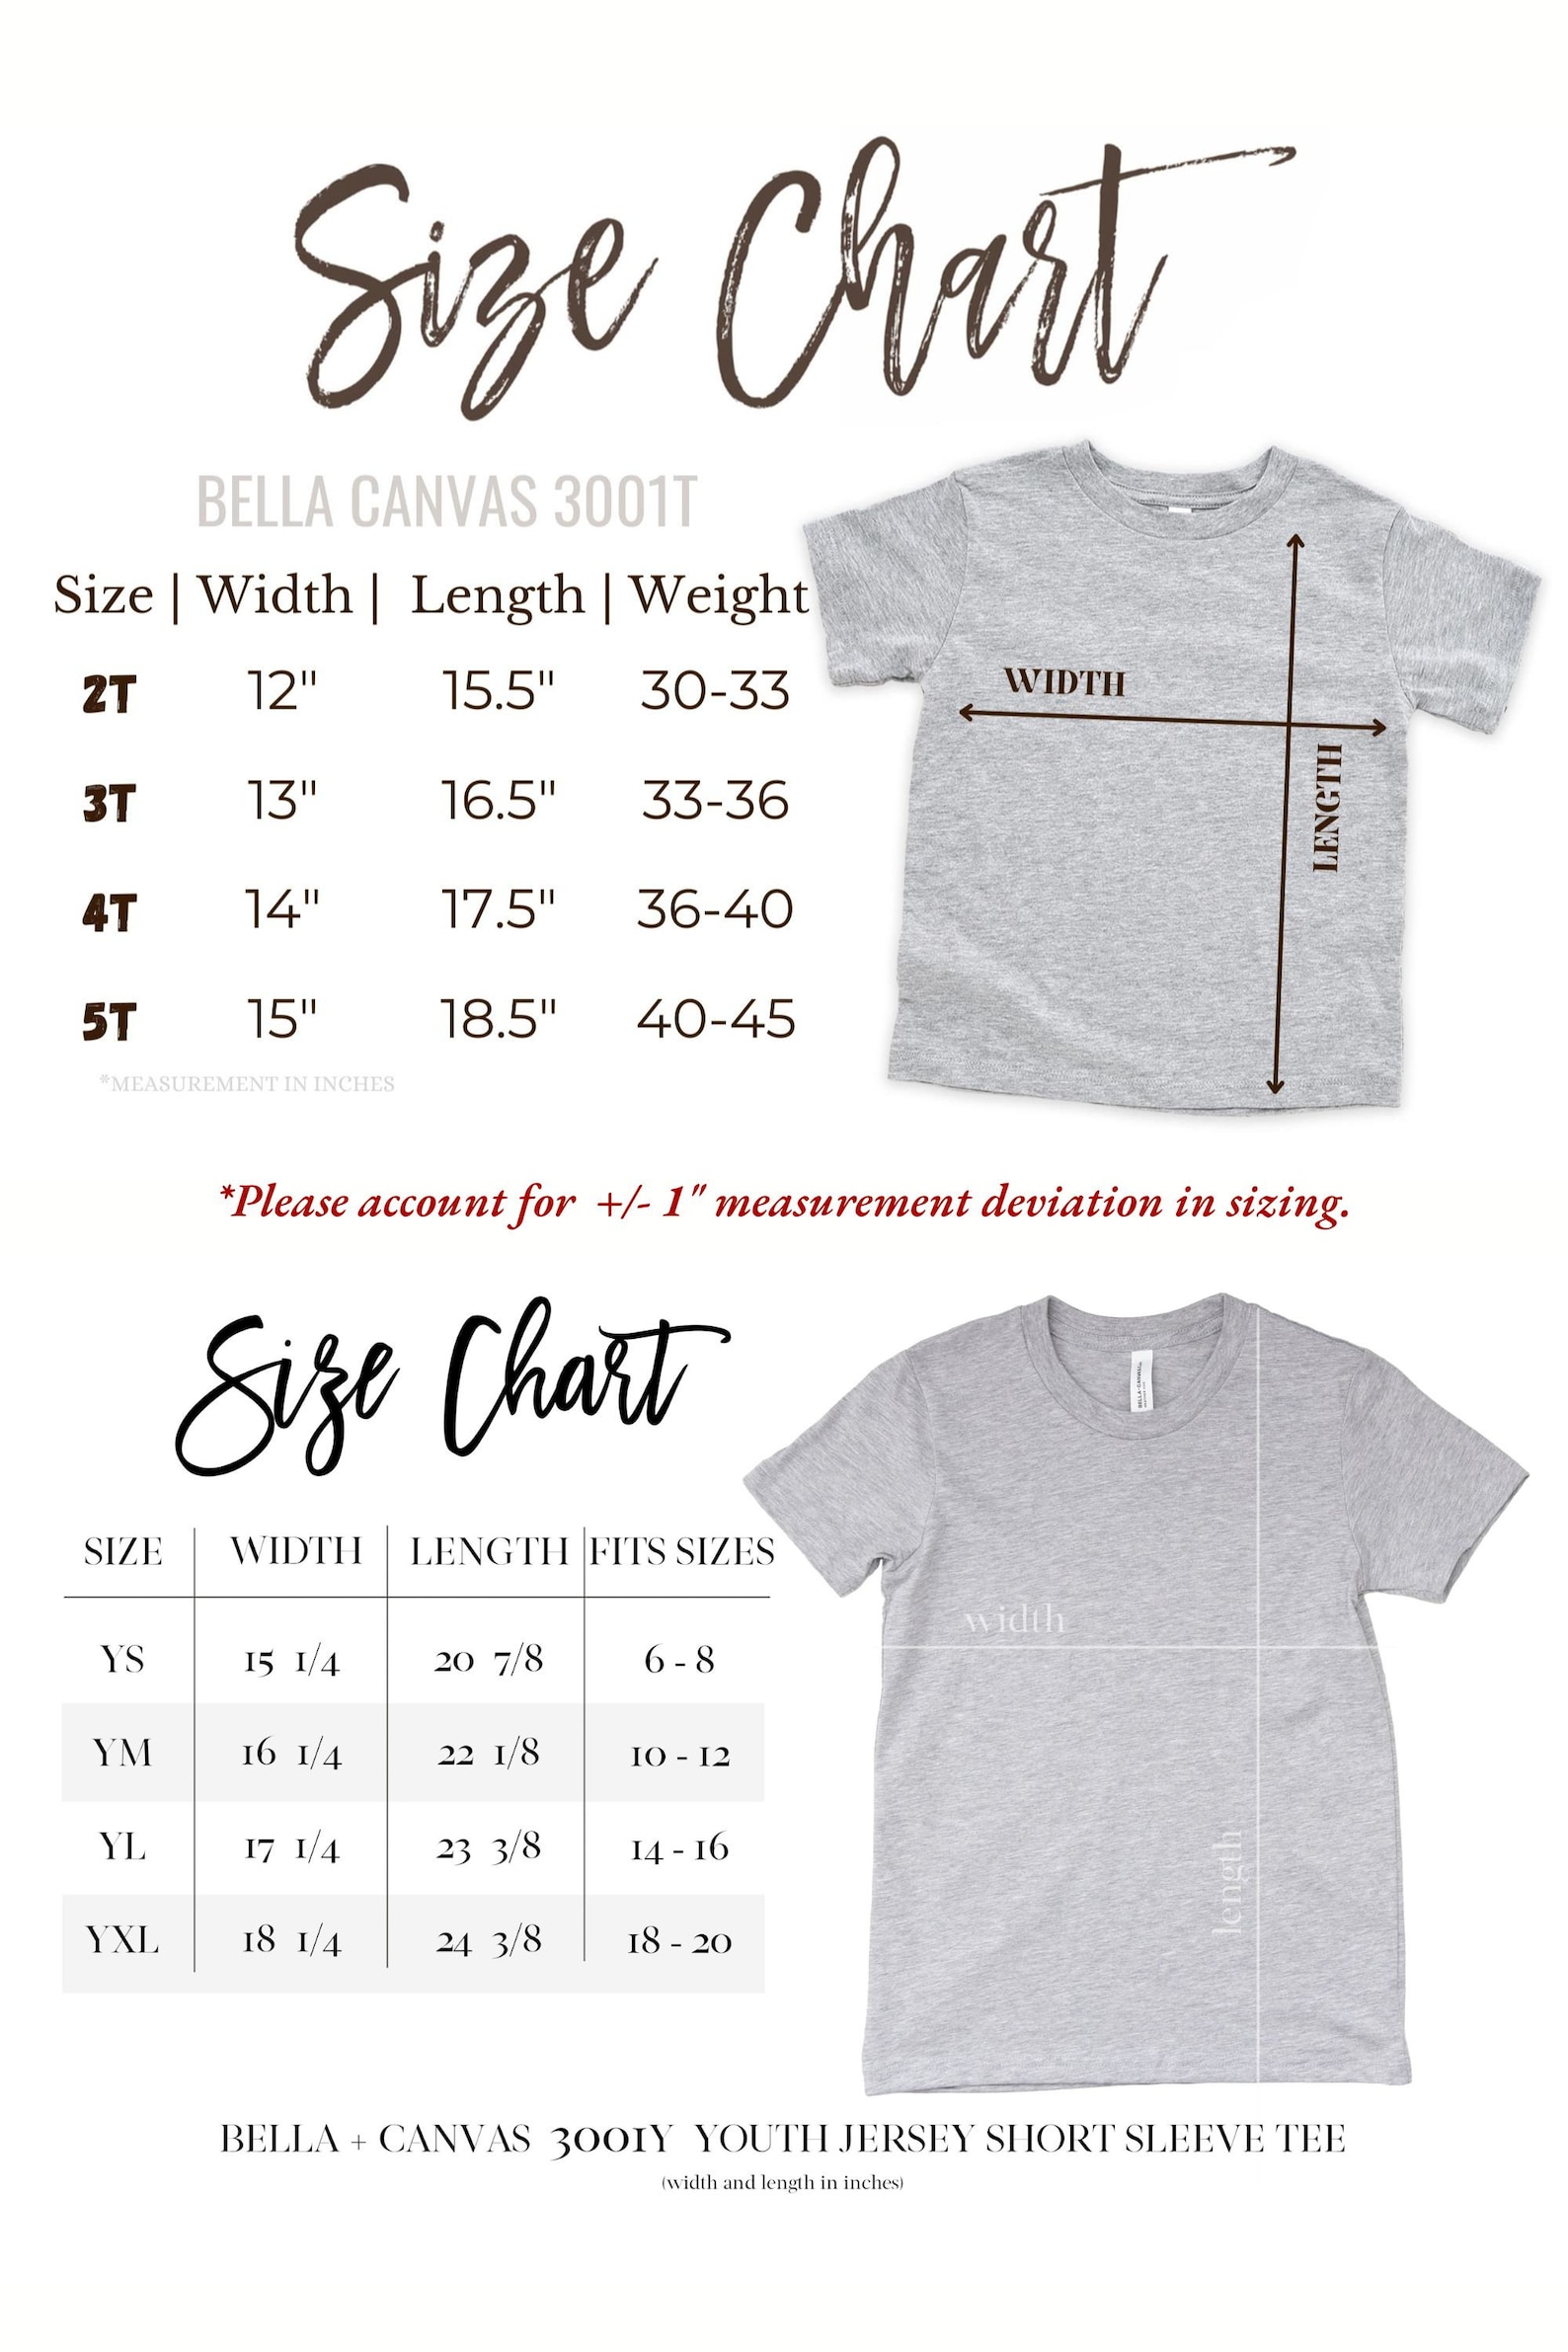 Size Chart
BELLA CANVAS 3001T
Size | Width | Length | Weight
2T 12" 15.5" 30-33
3T 13" 16.5" 33-36
4T 14" 17.5" 36-40
5T 15" 18.5" 40-45
*MEASUREMENT IN INCHES
WIDTH
LENGTH
*Please account for +/- 1" measurement deviation in sizing.
Size Chart
SIZE WIDTH LENGTH FITS SIZES
YS 15 1/4 20 7/8 6 - 8
YM 16 1/4 22 1/8 10 - 12
YL 17 1/4 23 3/8 14 - 16
YXL 18 1/4 24 3/8 18 - 20
BELLA+CANVAS
width
length
BELLA + CANVAS 3001Y YOUTH JERSEY SHORT SLEEVE TEE
(width and length in inches)